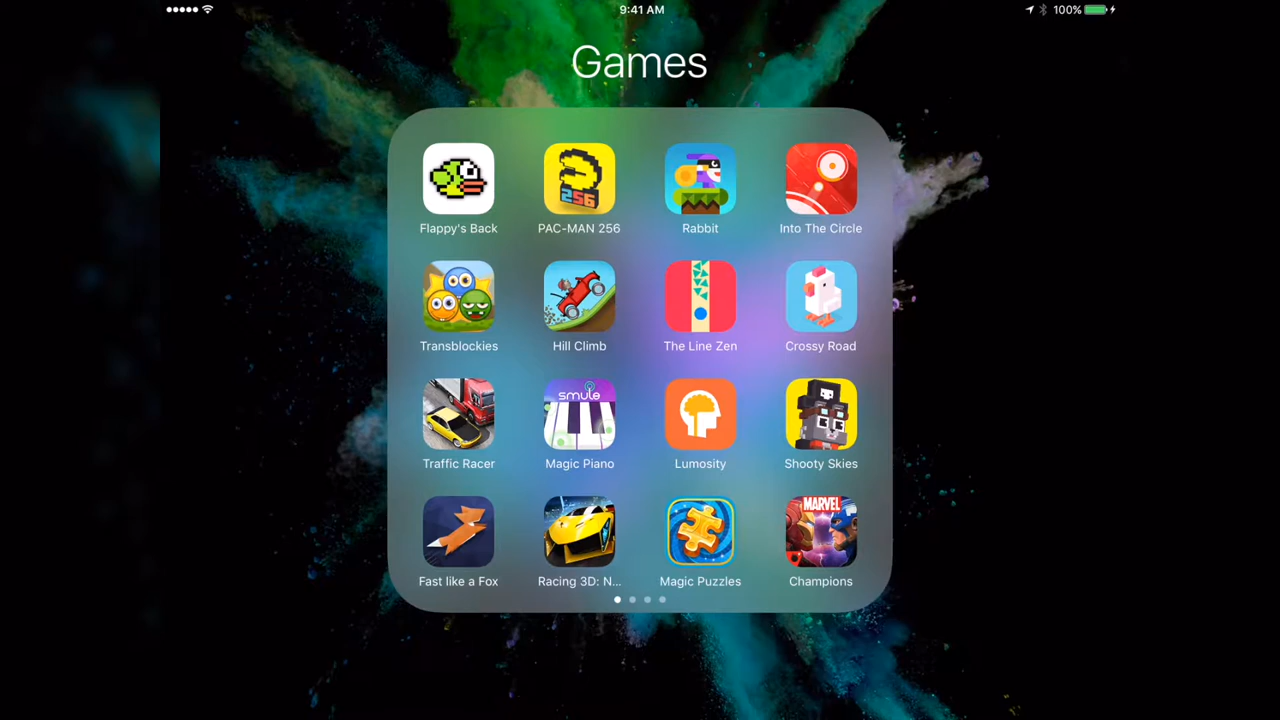 9:41 AM
100%
Games
256
Flappy's Back
PAC-MAN 256
Rabbit
Into The Circle
Transblockies
Hill Climb
The Line Zen
Crossy Road
smule
MARVEL
Traffic Racer
Magic Piano
Lumosity
Shooty Skies
Fast like a Fox
Racing 3D: N...
Magic Puzzles
Champions